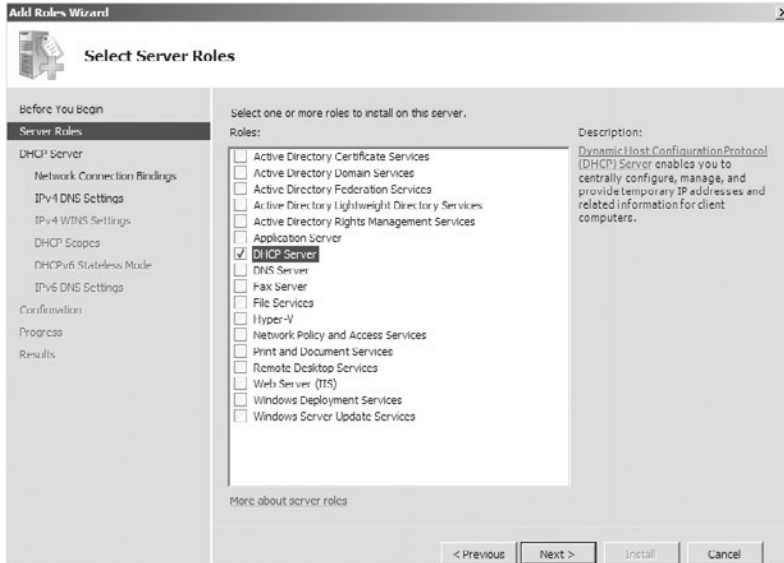 Add Roles Wizard
Select Server Roles
Before You Begin
Server Roles
DHCP Server
Network Connection Bindings
IPv4 DNS Settings
IPv4 WINS Settings
DHCP Scopes
DHCPv6 Stateless Mode
IPv6 DNS Settings
Confirmation
Progress
Results
Select one or more roles to install on this server.
Roles:
Active Directory Certificate Services
Active Directory Domain Services
Active Directory Federation Services
Active Directory Lightweight Directory Services
Active Directory Rights Management Services
Application Server
DHCP Server
DNS Server
Fax Server
File Services
Hyper-V
Network Policy and Access Services
Print and Document Services
Remote Desktop Services
Web Server (IIS)
Windows Deployment Services
Windows Server Update Services
More about server roles
Description:
Dynamic Host Configuration Protocol
(DHCP) Server enables you to
centrally configure, manage, and
provide temporary IP addresses and
related information for client
computers.
< Previous
Next >
Install
Cancel